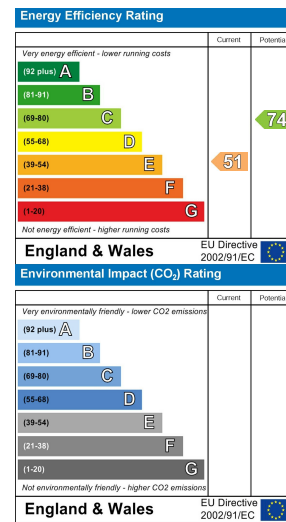 Energy Efficiency Rating
Current Potentia
Very energy efficient - lower running costs
(92 plus) A
(81-91) B
(69-80) C
74
(55-68) D
(39-54) E
51
(21-38) F
(1-20) G
Not energy efficient - higher running costs
England & Wales
EU Directive
2002/91/EC
Environmental Impact (CO₂) Rating
Current Potentia
Very environmentally friendly - lower CO2 emissions
(92 plus) A
(81-91) B
(69-80) C
(55-68) D
(39-54) E
(21-38) F
(1-20) G
Not environmentally friendly - higher CO2 emissions
England & Wales
EU Directive
2002/91/EC